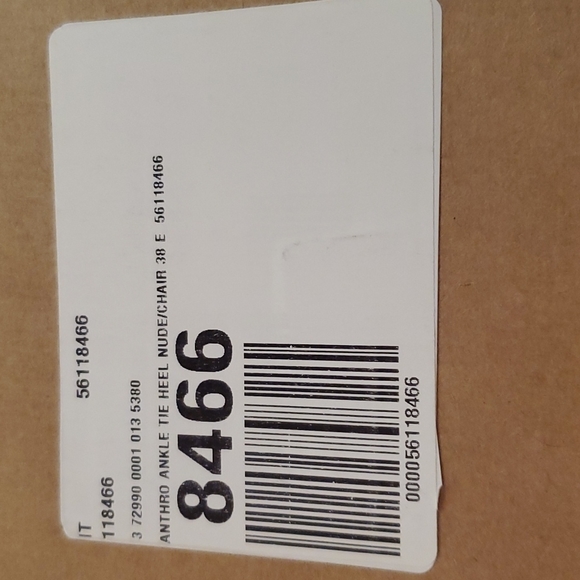 IT 56118466
118466
3 72990 0001 013 5380
ANTHRO ANKLE TIE HEEL NUDE/CHAIR 38 E 56118466
8466
000056118466